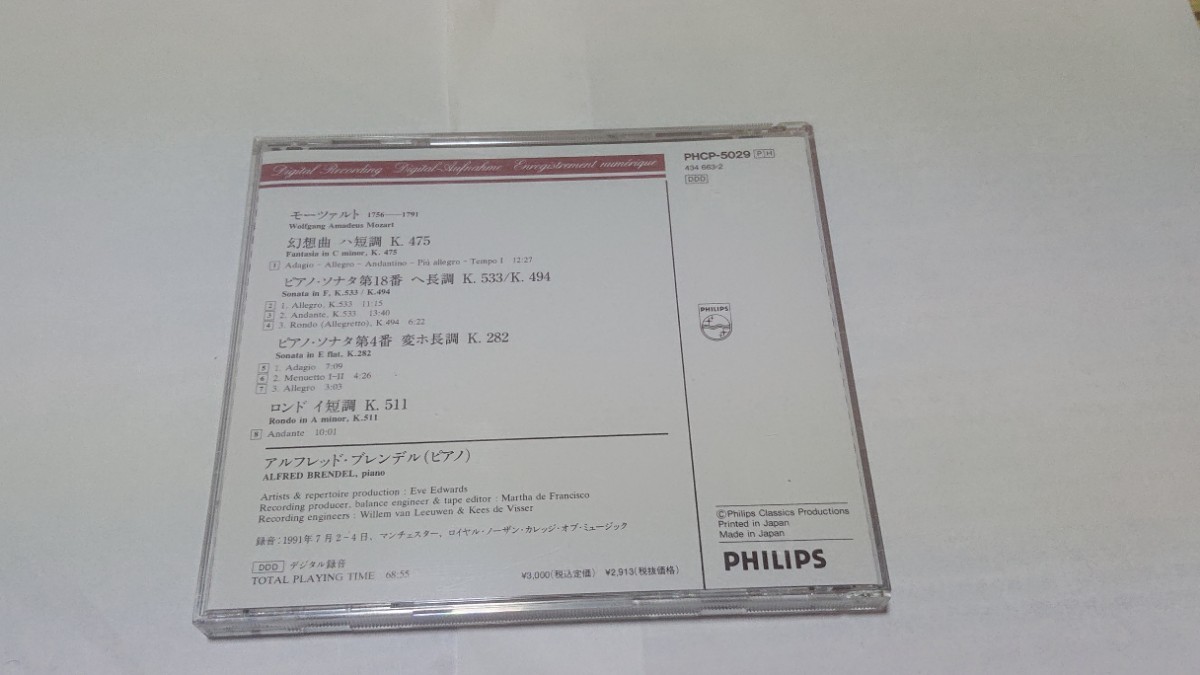 Digital Recording Digital-Aufnahme Enregistrement numérique
モーツァルト 1756—1791
Wolfgang Amadeus Mozart
幻想曲 ハ短調 K. 475
Fantasia in C minor, K. 475
1 Adagio - Allegro - Andantino - Più allegro - Tempo I 12:27
ピアノ・ソナタ第18番 ヘ長調 K. 533/K. 494
Sonata in F, K.533 / K.494
2 1. Allegro, K.533 11:15
3 2. Andante, K.533 13:40
4 3. Rondo (Allegretto), K.494 6:22
ピアノ・ソナタ第4番 変ホ長調 K. 282
Sonata in E flat, K.282
5 1. Adagio 7:09
6 2. Menuetto I-II 4:26
7 3. Allegro 3:03
ロンド イ短調 K. 511
Rondo in A minor, K.511
8 Andante 10:01
アルフレッド・ブレンデル(ピアノ)
ALFRED BRENDEL, piano
Artists & repertoire production : Eve Edwards
Recording producer, balance engineer & tape editor : Martha de Francisco
Recording engineers : Willem van Leeuwen & Kees de Visser
録音:1991年7月2-4日、マンチェスター、ロイヤル・ノーザン・カレッジ・オブ・ミュージック
DDD デジタル録音
TOTAL PLAYING TIME 68:55
¥3,000(税込定価) ¥2,913(税抜価格)
PHCP-5029 P H
434 663-2
DDD
PHILIPS
©Philips Classics Productions
Printed in Japan
Made in Japan
PHILIPS